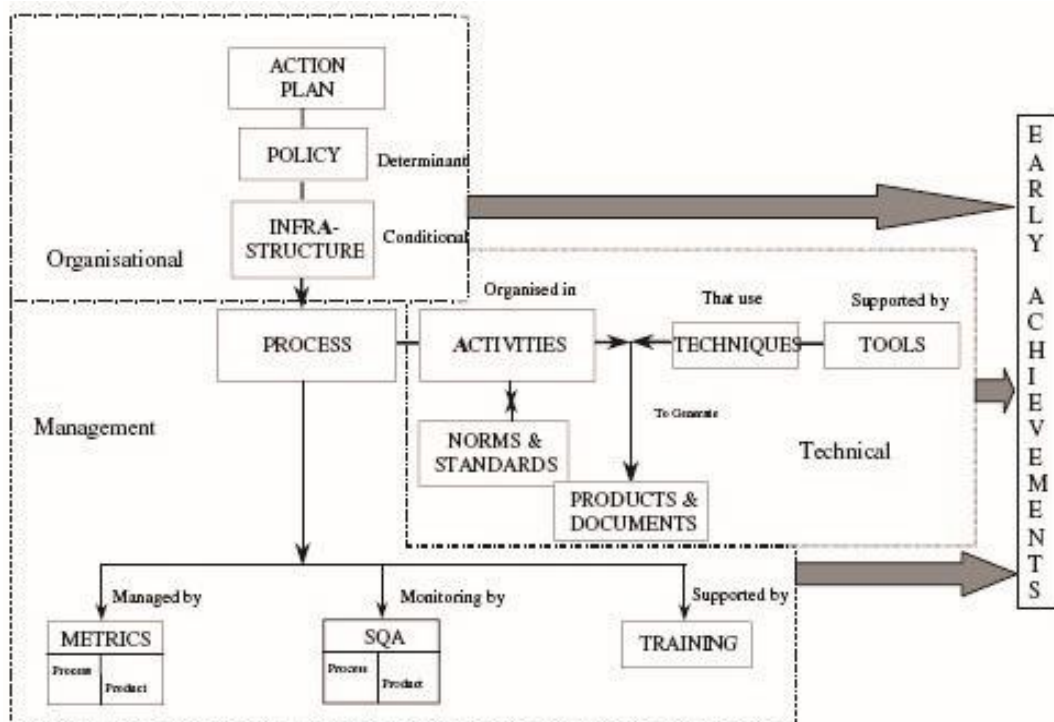 ACTION
PLAN
POLICY
Determinant
INFRA-
STRUCTURE
Conditional
Organisational
Organised in
That use
Supported by
PROCESS
ACTIVITIES
TECHNIQUES
TOOLS
Management
To Generate
NORMS &
STANDARDS
Technical
PRODUCTS &
DOCUMENTS
Managed by
Monitoring by
Supported by
METRICS
Process
Product
SQA
Process
Product
TRAINING
EARLY ACHIEVEMENTS